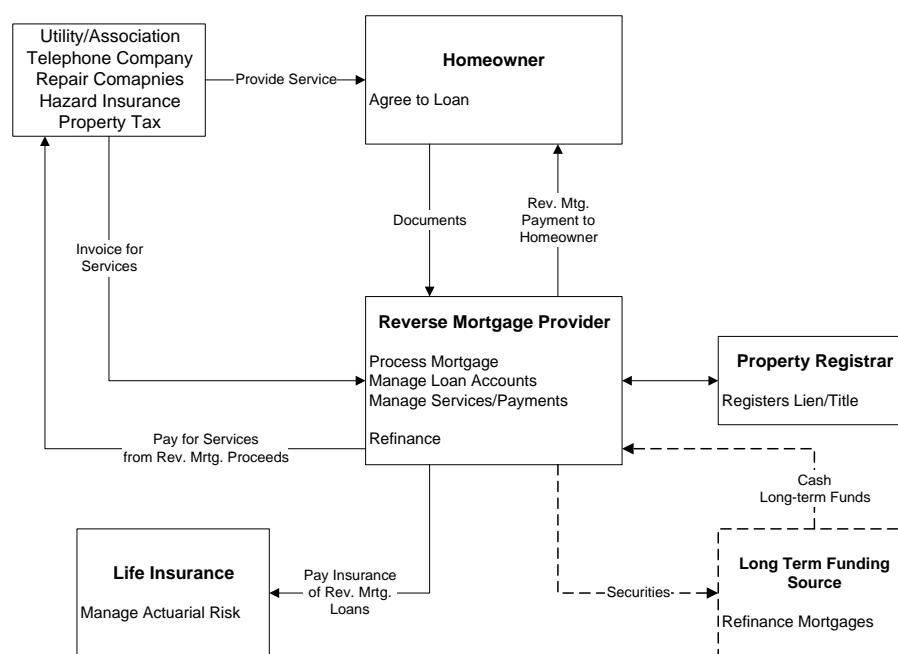 Utility/Association
Telephone Company
Repair Comapnies
Hazard Insurance
Property Tax
Provide Service
Homeowner
Agree to Loan
Documents
Rev. Mtg.
Payment to
Homeowner
Invoice for
Services
Reverse Mortgage Provider
Process Mortgage
Manage Loan Accounts
Manage Services/Payments
Refinance
Property Registrar
Registers Lien/Title
Pay for Services
from Rev. Mrtg. Proceeds
Cash
Long-term Funds
Life Insurance
Manage Actuarial Risk
Pay Insurance
of Rev. Mrtg.
Loans
Securities
Long Term Funding
Source
Refinance Mortgages